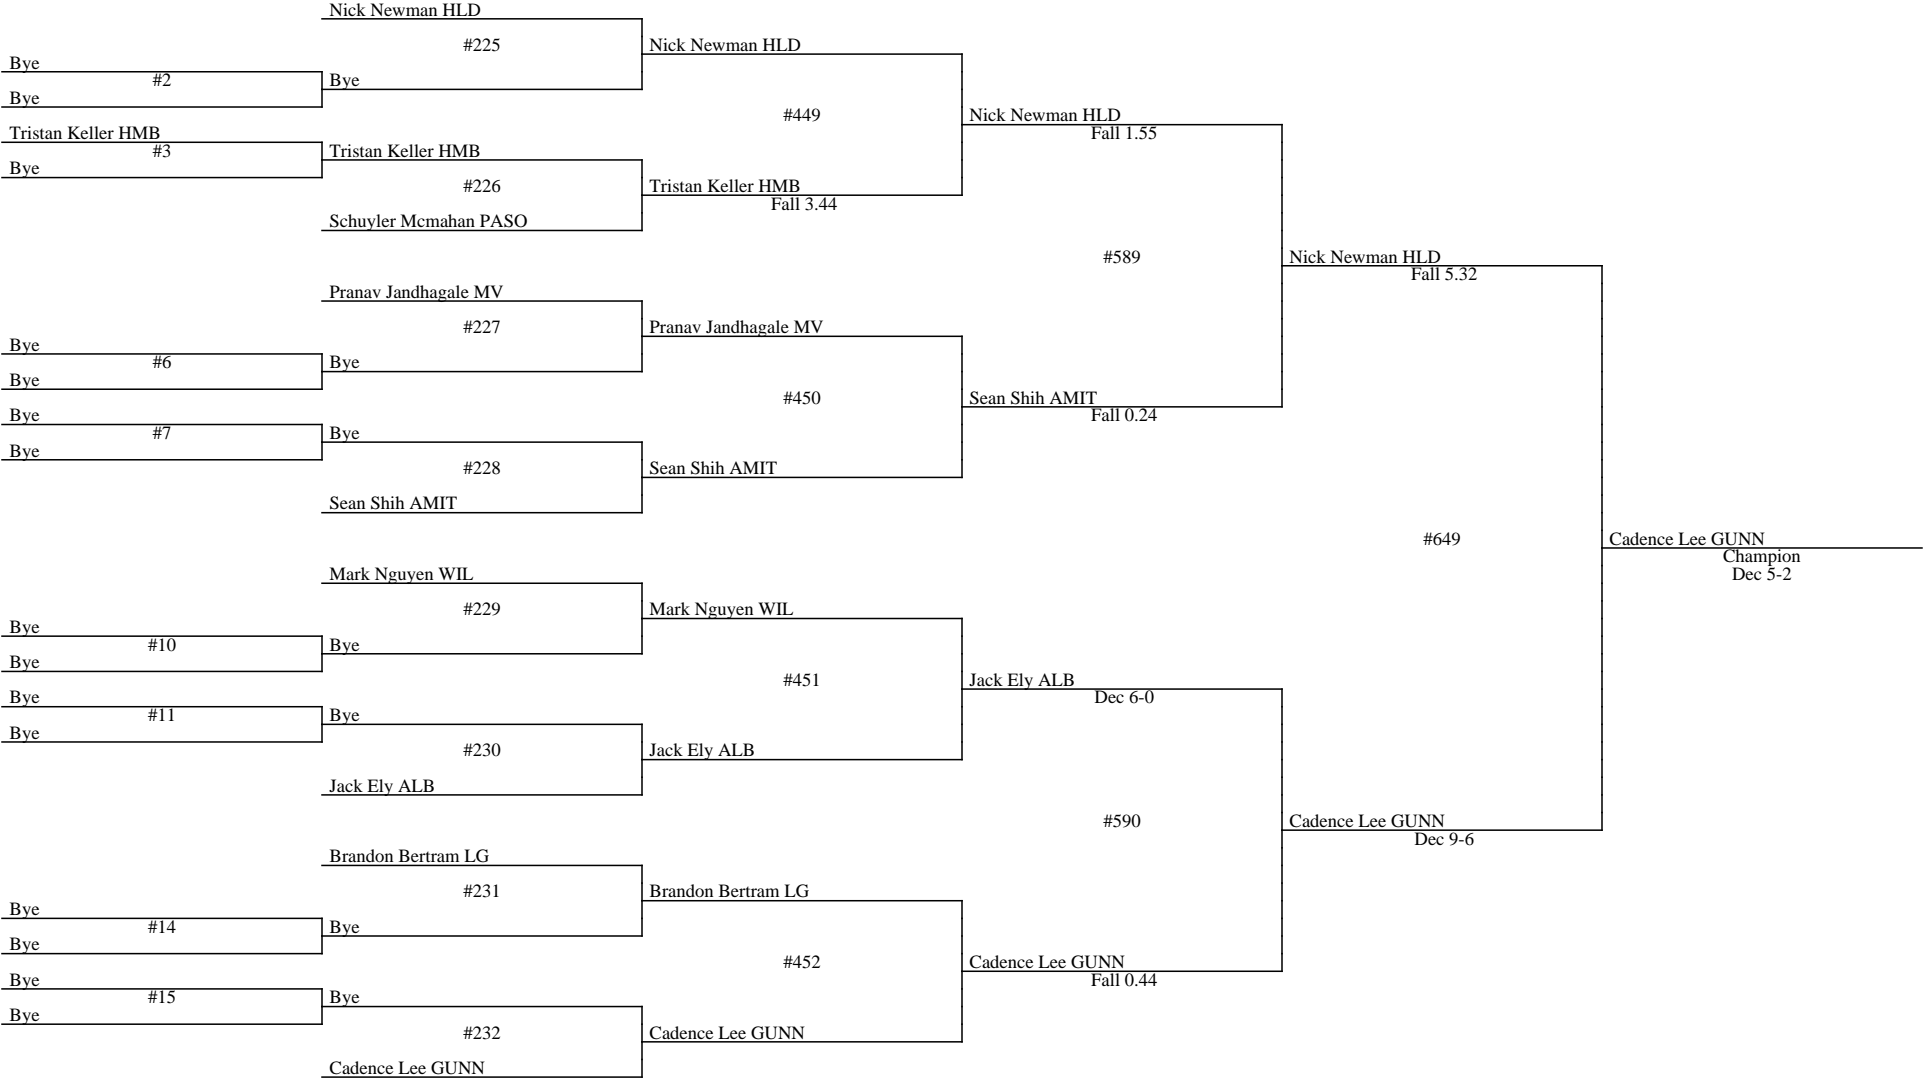 Nick Newman HLD
#225
Nick Newman HLD
Bye
#2
Bye
Bye
#449
Nick Newman HLD
Fall 1.55
Tristan Keller HMB
#3
Tristan Keller HMB
Bye
#226
Tristan Keller HMB
Fall 3.44
Schuyler Mcmahan PASO
#589
Nick Newman HLD
Fall 5.32
Pranav Jandhagale MV
#227
Pranav Jandhagale MV
Bye
#6
Bye
Bye
#450
Sean Shih AMIT
Fall 0.24
Bye
#7
Bye
Bye
#228
Sean Shih AMIT
Sean Shih AMIT
#649
Cadence Lee GUNN
Champion
Dec 5-2
Mark Nguyen WIL
#229
Mark Nguyen WIL
Bye
#10
Bye
Bye
#451
Jack Ely ALB
Dec 6-0
Bye
#11
Bye
Bye
#230
Jack Ely ALB
Jack Ely ALB
#590
Cadence Lee GUNN
Dec 9-6
Brandon Bertram LG
#231
Brandon Bertram LG
Bye
#14
Bye
Bye
#452
Cadence Lee GUNN
Fall 0.44
Bye
#15
Bye
Bye
#232
Cadence Lee GUNN
Cadence Lee GUNN